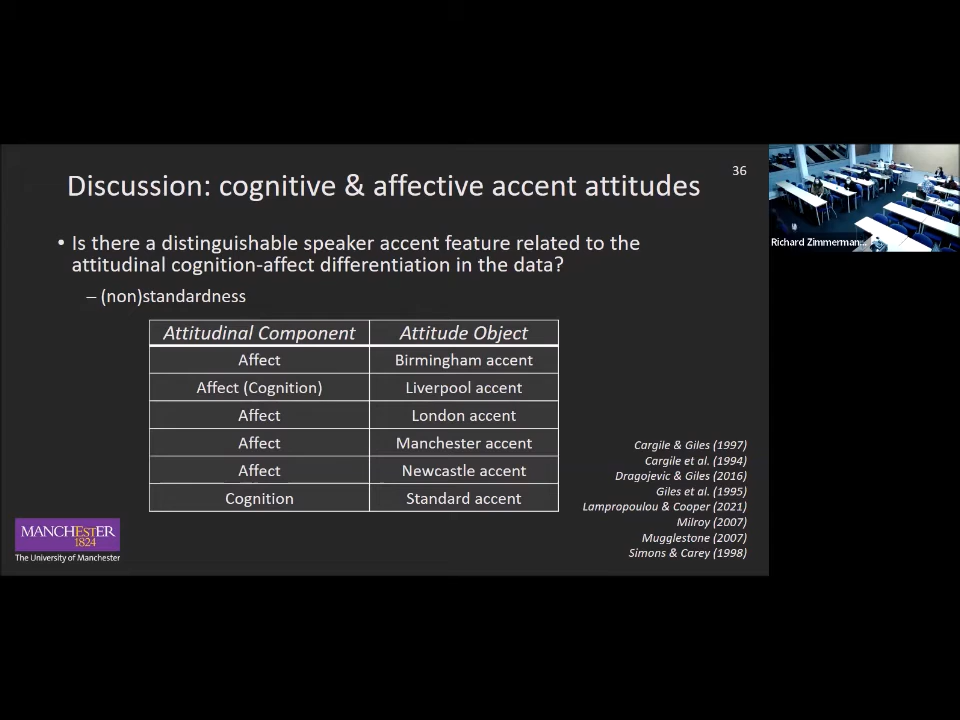 Discussion: cognitive & affective accent attitudes
36
• Is there a distinguishable speaker accent feature related to the
attitudinal cognition-affect differentiation in the data?
– (non)standardness
Attitudinal Component Attitude Object
Affect Birmingham accent
Affect (Cognition) Liverpool accent
Affect London accent
Affect Manchester accent
Affect Newcastle accent
Cognition Standard accent
Cargile & Giles (1997)
Cargile et al. (1994)
Dragojevic & Giles (2016)
Giles et al. (1995)
Lampropoulou & Cooper (2021)
Milroy (2007)
Mugglestone (2007)
Simons & Carey (1998)
MANCHESTER
1824
The University of Manchester
Richard Zimmerman...